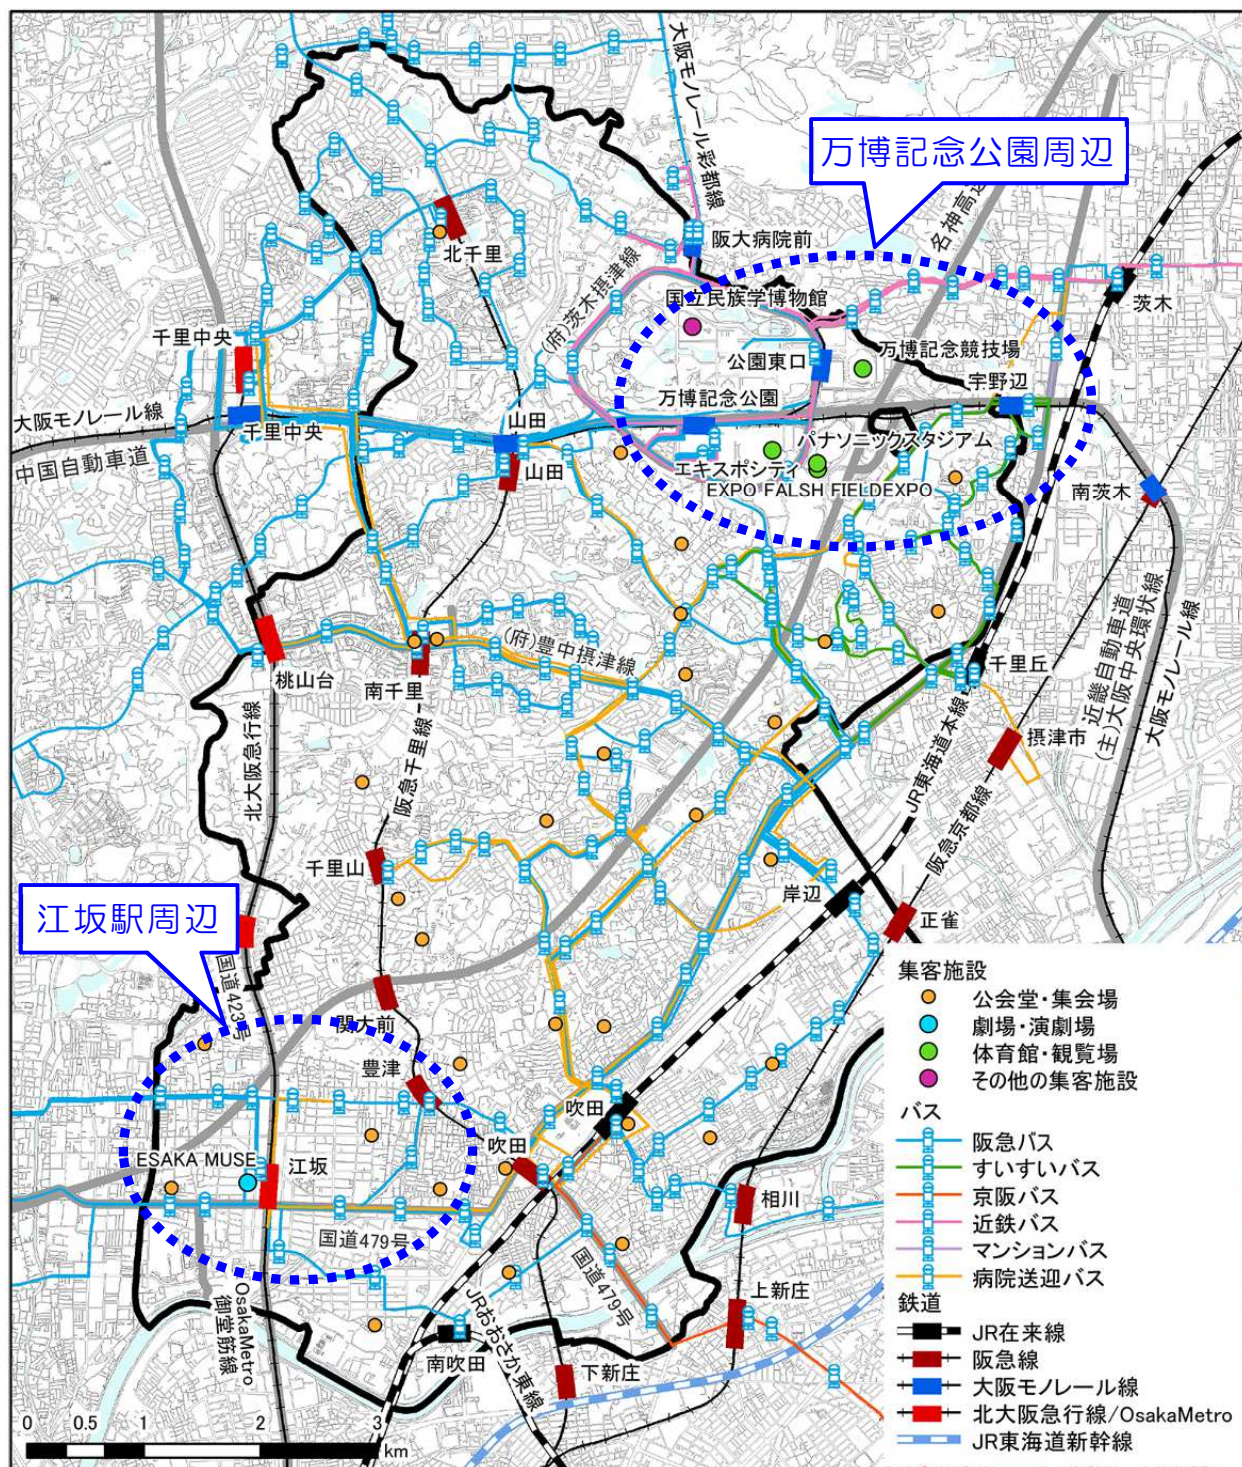 大阪モノレール彩都線
万博記念公園周辺
名神高速
阪大病院前
北千里
(府)茨木摂津線
国立民族学博物館
茨木
千里中央
公園東口
万博記念競技場
宇野辺
大阪モノレール線
千里中央
山田
万博記念公園
パナソニックスタジアム
中国自動車道
山田
エキスポシティ
EXPO FALSH FIELDEXPO
南茨木
(府)豊中摂津線
桃山台
南千里
千里丘
近畿自動車道
(主)大阪中央環状線
大阪モノレール線
北大阪急行線
阪急千里線
JR東海道本線
摂津市
阪急京都線
千里山
岸辺
正雀
江坂駅周辺
国道423号
関大前
豊津
吹田
ESAKA MUSE
江坂
吹田
相川
国道479号
国道479号
上新庄
OsakaMetro
御堂筋線
JRおおさか東線
南吹田
下新庄
0 0.5 1 2 3
km
集客施設
公会堂・集会場
劇場・演劇場
体育館・観覧場
その他の集客施設
バス
阪急バス
すいすいバス
京阪バス
近鉄バス
マンションバス
病院送迎バス
鉄道
JR在来線
阪急線
大阪モノレール線
北大阪急行線/OsakaMetro
JR東海道新幹線